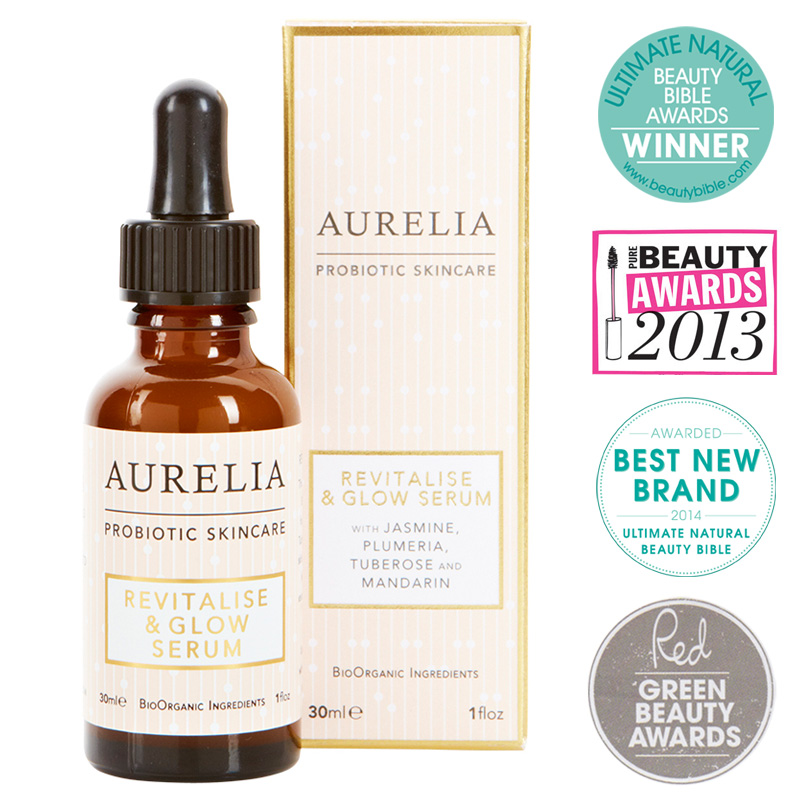 AURELIA
PROBIOTIC SKINCARE
REVITALISE
& GLOW
SERUM
30ml℮ BIOORGANIC INGREDIENTS 1floz
AURELIA
PROBIOTIC SKINCARE
REVITALISE
& GLOW SERUM
WITH JASMINE,
PLUMERIA,
TUBEROSE AND
MANDARIN
BIOORGANIC INGREDIENTS
30ml℮ 1floz
ULTIMATE NATURAL
BEAUTY
BIBLE
AWARDS
WINNER
www.beautybible.com
PURE
BEAUTY
AWARDS
2013
AWARDED
BEST NEW
BRAND
2014
ULTIMATE NATURAL
BEAUTY BIBLE
Red
GREEN
BEAUTY
AWARDS